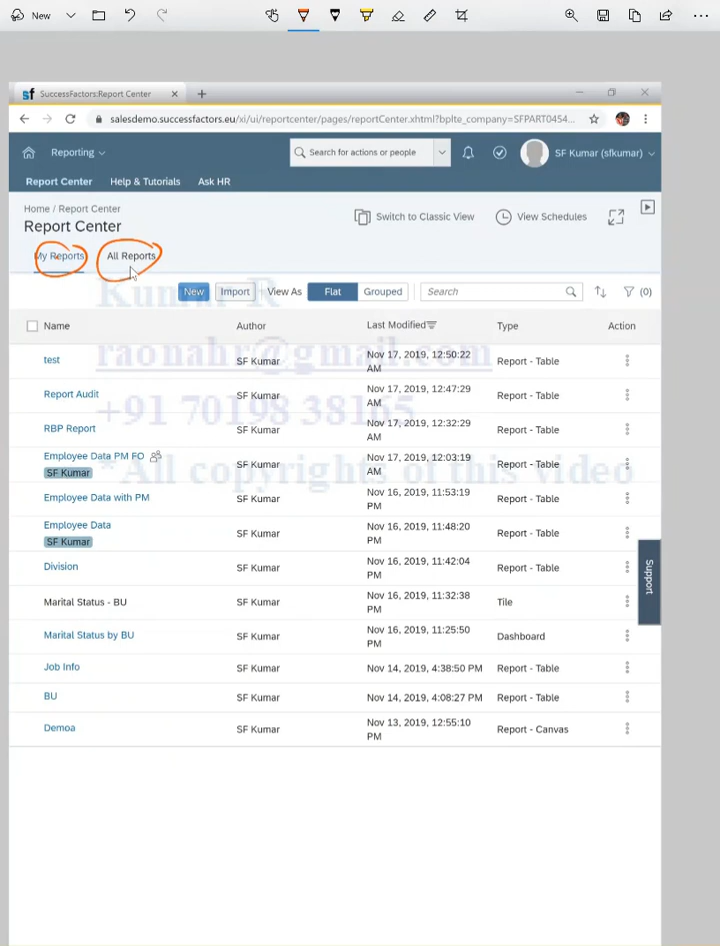 New
SuccessFactors:Report Center
salesdemo.successfactors.eu/xi/ui/reportcenter/pages/reportCenter.xhtml?bplte_company=SFPART0454...
Reporting
Search for actions or people
SF Kumar (sfkumar)
Report Center Help & Tutorials Ask HR
Home / Report Center
Report Center
Switch to Classic View View Schedules
My Reports All Reports
New Import View As Flat Grouped Search (0)
Kumar R
Name Author Last Modified Type Action
raonahr@gmail.com
test SF Kumar Nov 17, 2019, 12:50:22 AM Report - Table
Report Audit SF Kumar Nov 17, 2019, 12:47:29 AM Report - Table
+91 70198 38165
RBP Report SF Kumar Nov 17, 2019, 12:32:29 AM Report - Table
Employee Data PM FO SF Kumar Nov 17, 2019, 12:03:19 AM Report - Table
SF Kumar
*All copyrights of this video
Employee Data with PM SF Kumar Nov 16, 2019, 11:53:19 PM Report - Table
Employee Data SF Kumar Nov 16, 2019, 11:48:20 PM Report - Table
SF Kumar
Division SF Kumar Nov 16, 2019, 11:42:04 PM Report - Table
Support
Marital Status - BU SF Kumar Nov 16, 2019, 11:32:38 PM Tile
Marital Status by BU SF Kumar Nov 16, 2019, 11:25:50 PM Dashboard
Job Info SF Kumar Nov 14, 2019, 4:38:50 PM Report - Table
BU SF Kumar Nov 14, 2019, 4:08:27 PM Report - Table
Demoa SF Kumar Nov 13, 2019, 12:55:10 PM Report - Canvas